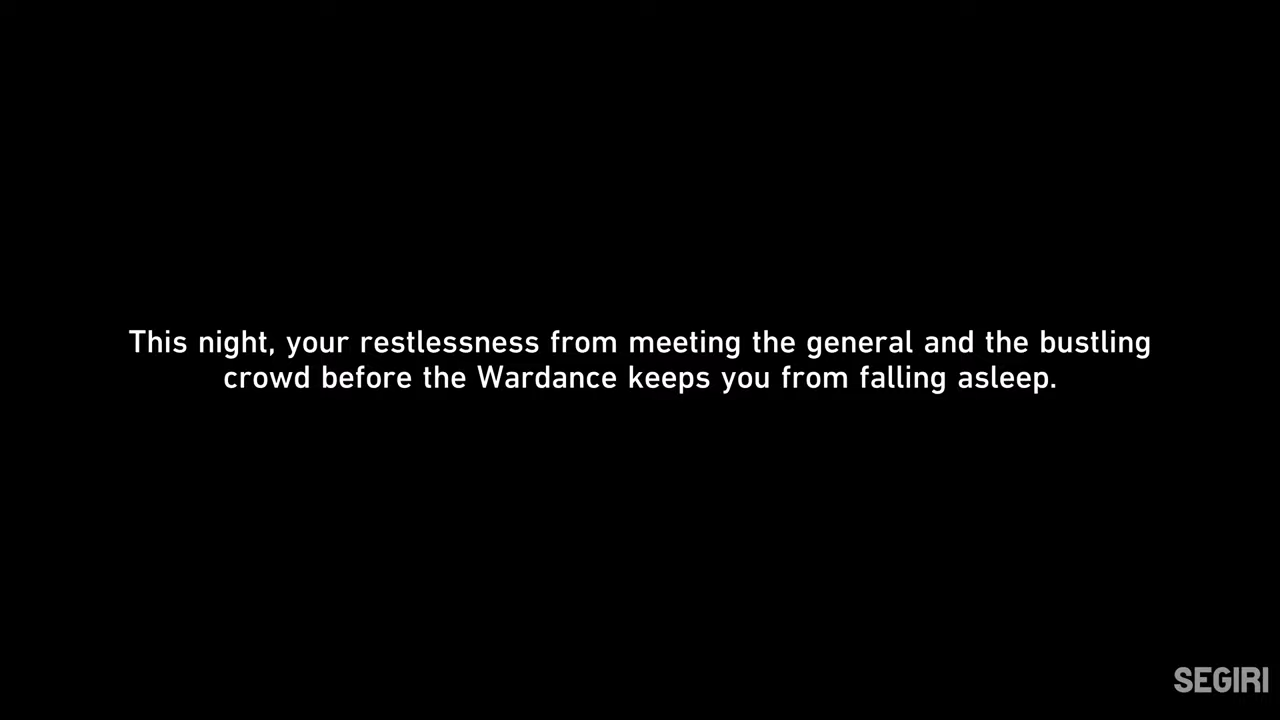 This night, your restlessness from meeting the general and the bustling
crowd before the Wardance keeps you from falling asleep.
SEGIRI